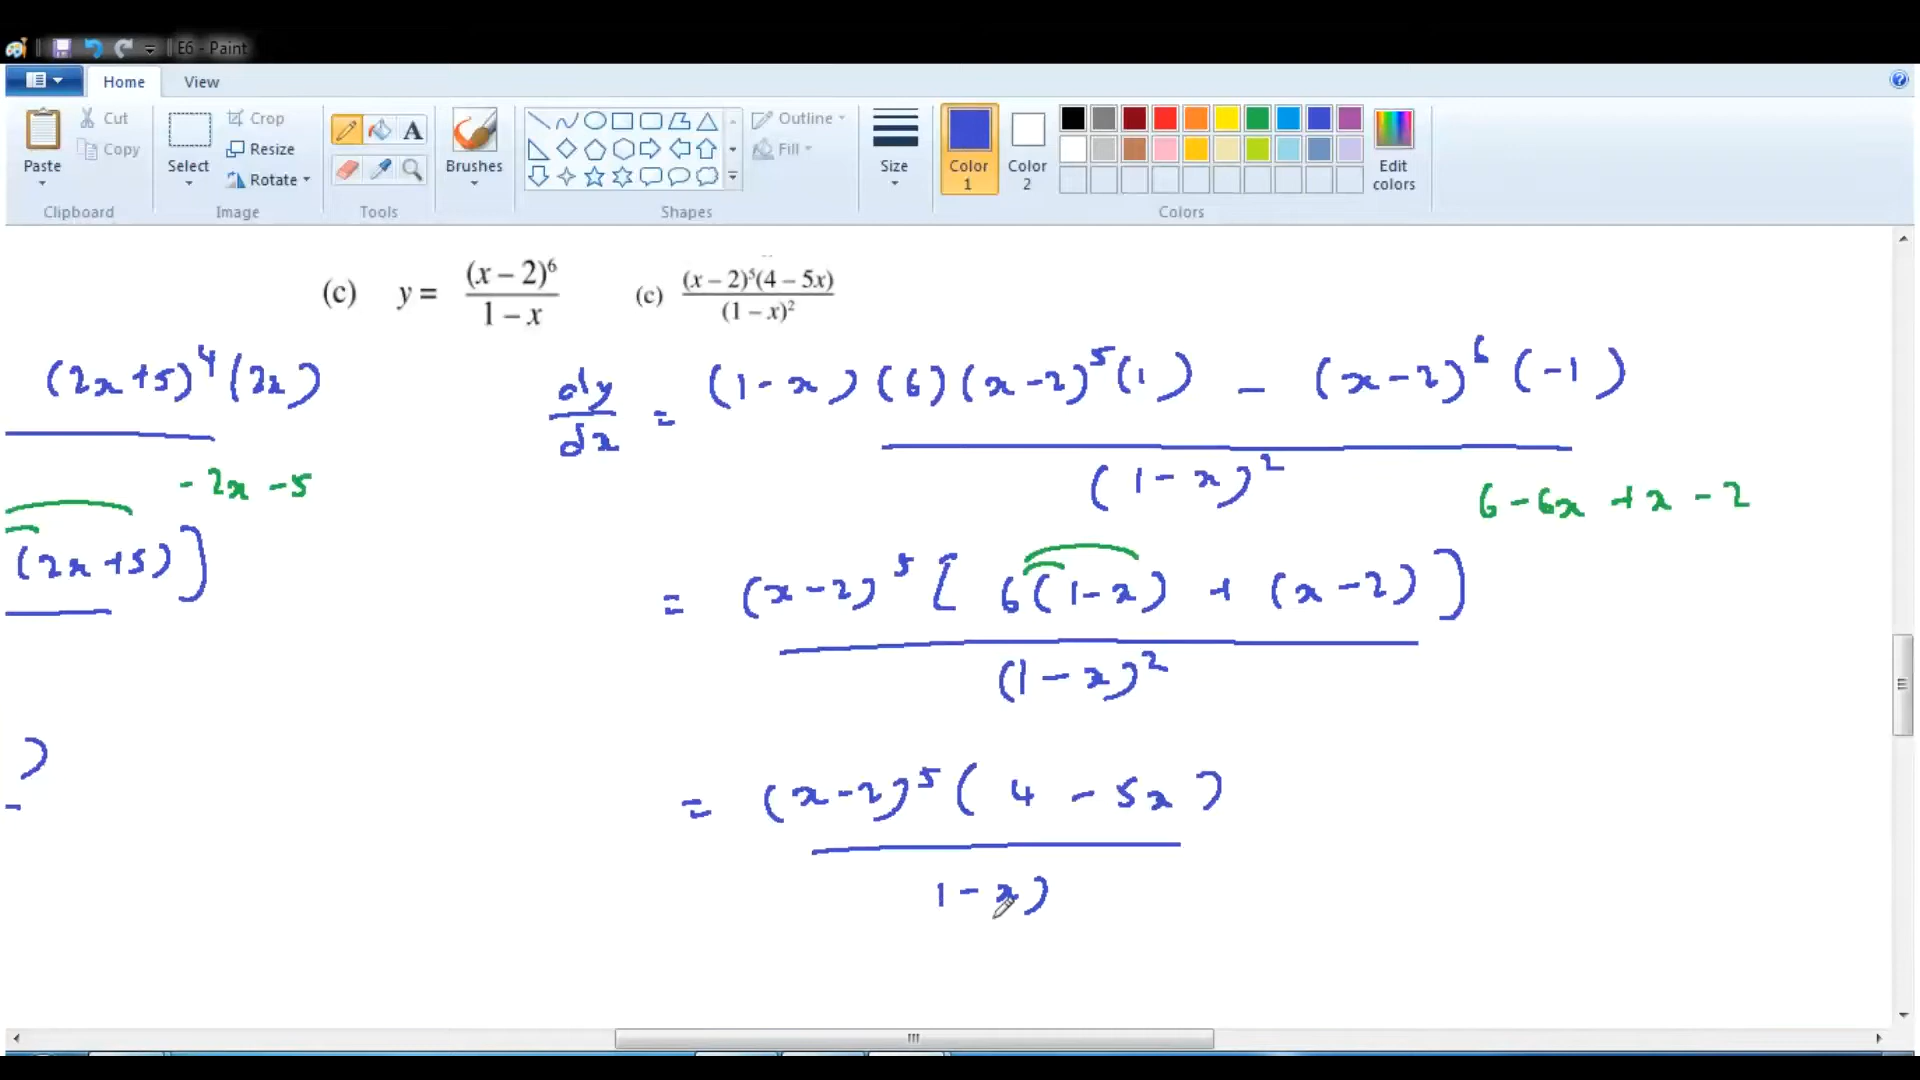 E6 - Paint
Home View
Paste Cut Copy Clipboard
Select Crop Resize Rotate Image
A Tools
Brushes
Outline Fill Shapes
Size
Color 1 Color 2 Edit colors Colors
(c) y = (x – 2)⁶ / 1 – x (c) (x – 2)⁵(4 – 5x) / (1 – x)²
(2x+5)⁴(2x)
dy/dx = (1-x)(6)(x-2)⁵(1) - (x-2)⁶(-1) / (1-x)²
-2x-5
6-6x+x-2
(2x+5)]
= (x-2)⁵[6(1-x) + (x-2)] / (1-x)²
)
= (x-2)⁵(4 - 5x) / 1-x)